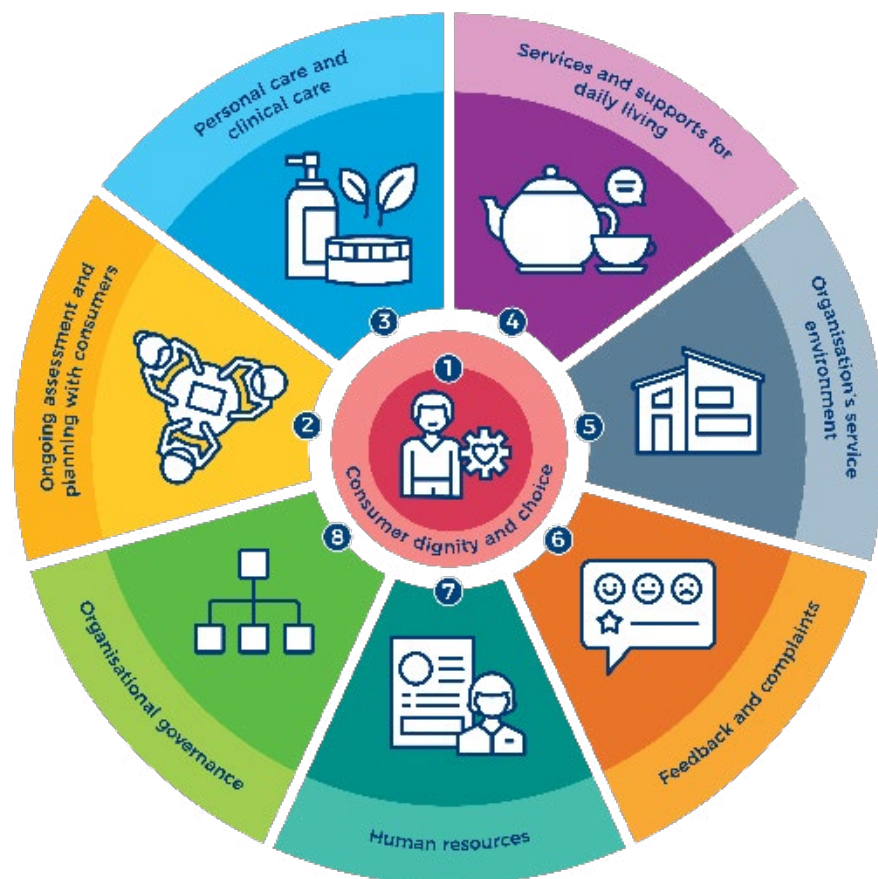 1
Consumer dignity and choice
2
Ongoing assessment and
planning with consumers
3
Personal care and
clinical care
4
Services and supports for
daily living
5
Organisation's service
environment
6
Feedback and complaints
7
Human resources
8
Organisational governance